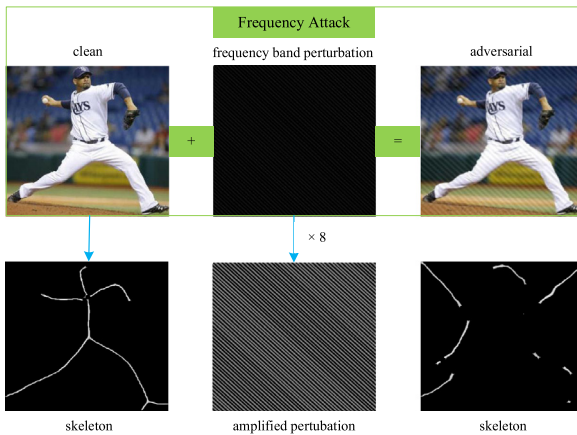 Frequency Attack
clean
frequency band perturbation
adversarial
RAYS
+
=
RAYS
× 8
skeleton
amplified pertubation
skeleton